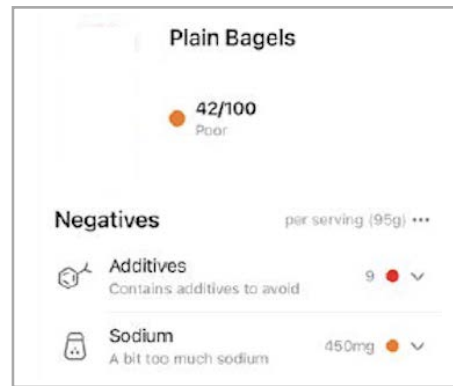 Plain Bagels
42/100
Poor
Negatives per serving (95g) •••
Additives
Contains additives to avoid 9
Sodium
A bit too much sodium 450mg